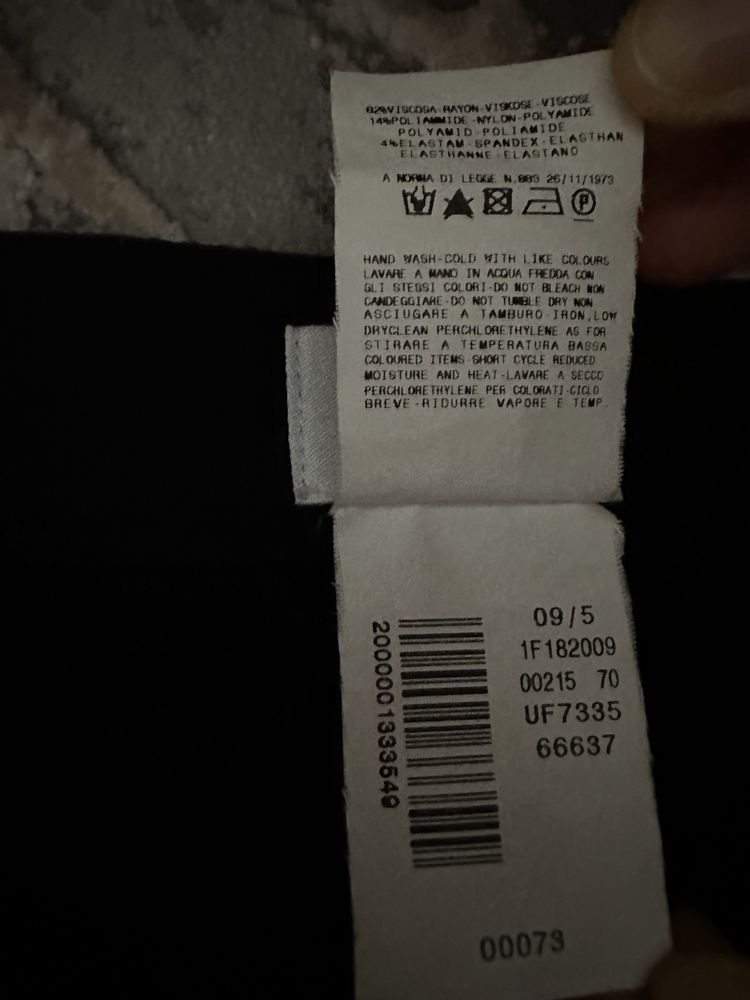 82%VISCOSA-RAYON-VISKOSE-VISCOSE
14%POLIAMMIDE-NYLON-POLYAMIDE
POLYAMID-POLIAMIDE
4%ELASTAM-SPANDEX-ELASTHAN
ELASTHANNE-ELASTANO
A NORMA DI LEGGE N.883 26/11/1973
P
HAND WASH-COLD WITH LIKE COLOURS
LAVARE A MANO IN ACQUA FREDDA CON
GLI STESSI COLORI-DO NOT BLEACH NON
CANDEGGIARE-DO NOT TUMBLE DRY NON
ASCIUGARE A TAMBURO-IRON,LOW
DRYCLEAN PERCHLORETHYLENE AS FOR
STIRARE A TEMPERATURA BASSA
COLOURED ITEMS-SHORT CYCLE REDUCED
MOISTURE AND HEAT-LAVARE A SECCO
PERCHLORETHYLENE PER COLORATI-CICLO
BREVE-RIDURRE VAPORE E TEMP.
09/5
1F182009
00215 70
UF7335
66637
2000001333549
00073